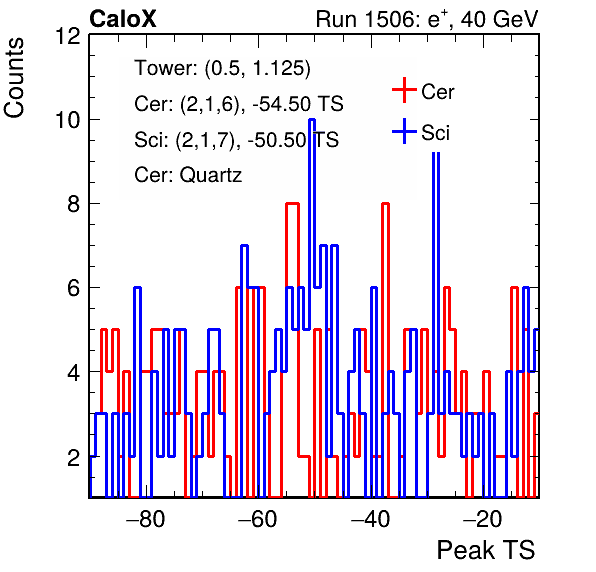 CaloX Run 1506: e⁺, 40 GeV
Counts
12
10
8
6
4
2
Tower: (0.5, 1.125)
Cer: (2,1,6), -54.50 TS
Sci: (2,1,7), -50.50 TS
Cer: Quartz
Cer
Sci
−80 −60 −40 −20
Peak TS